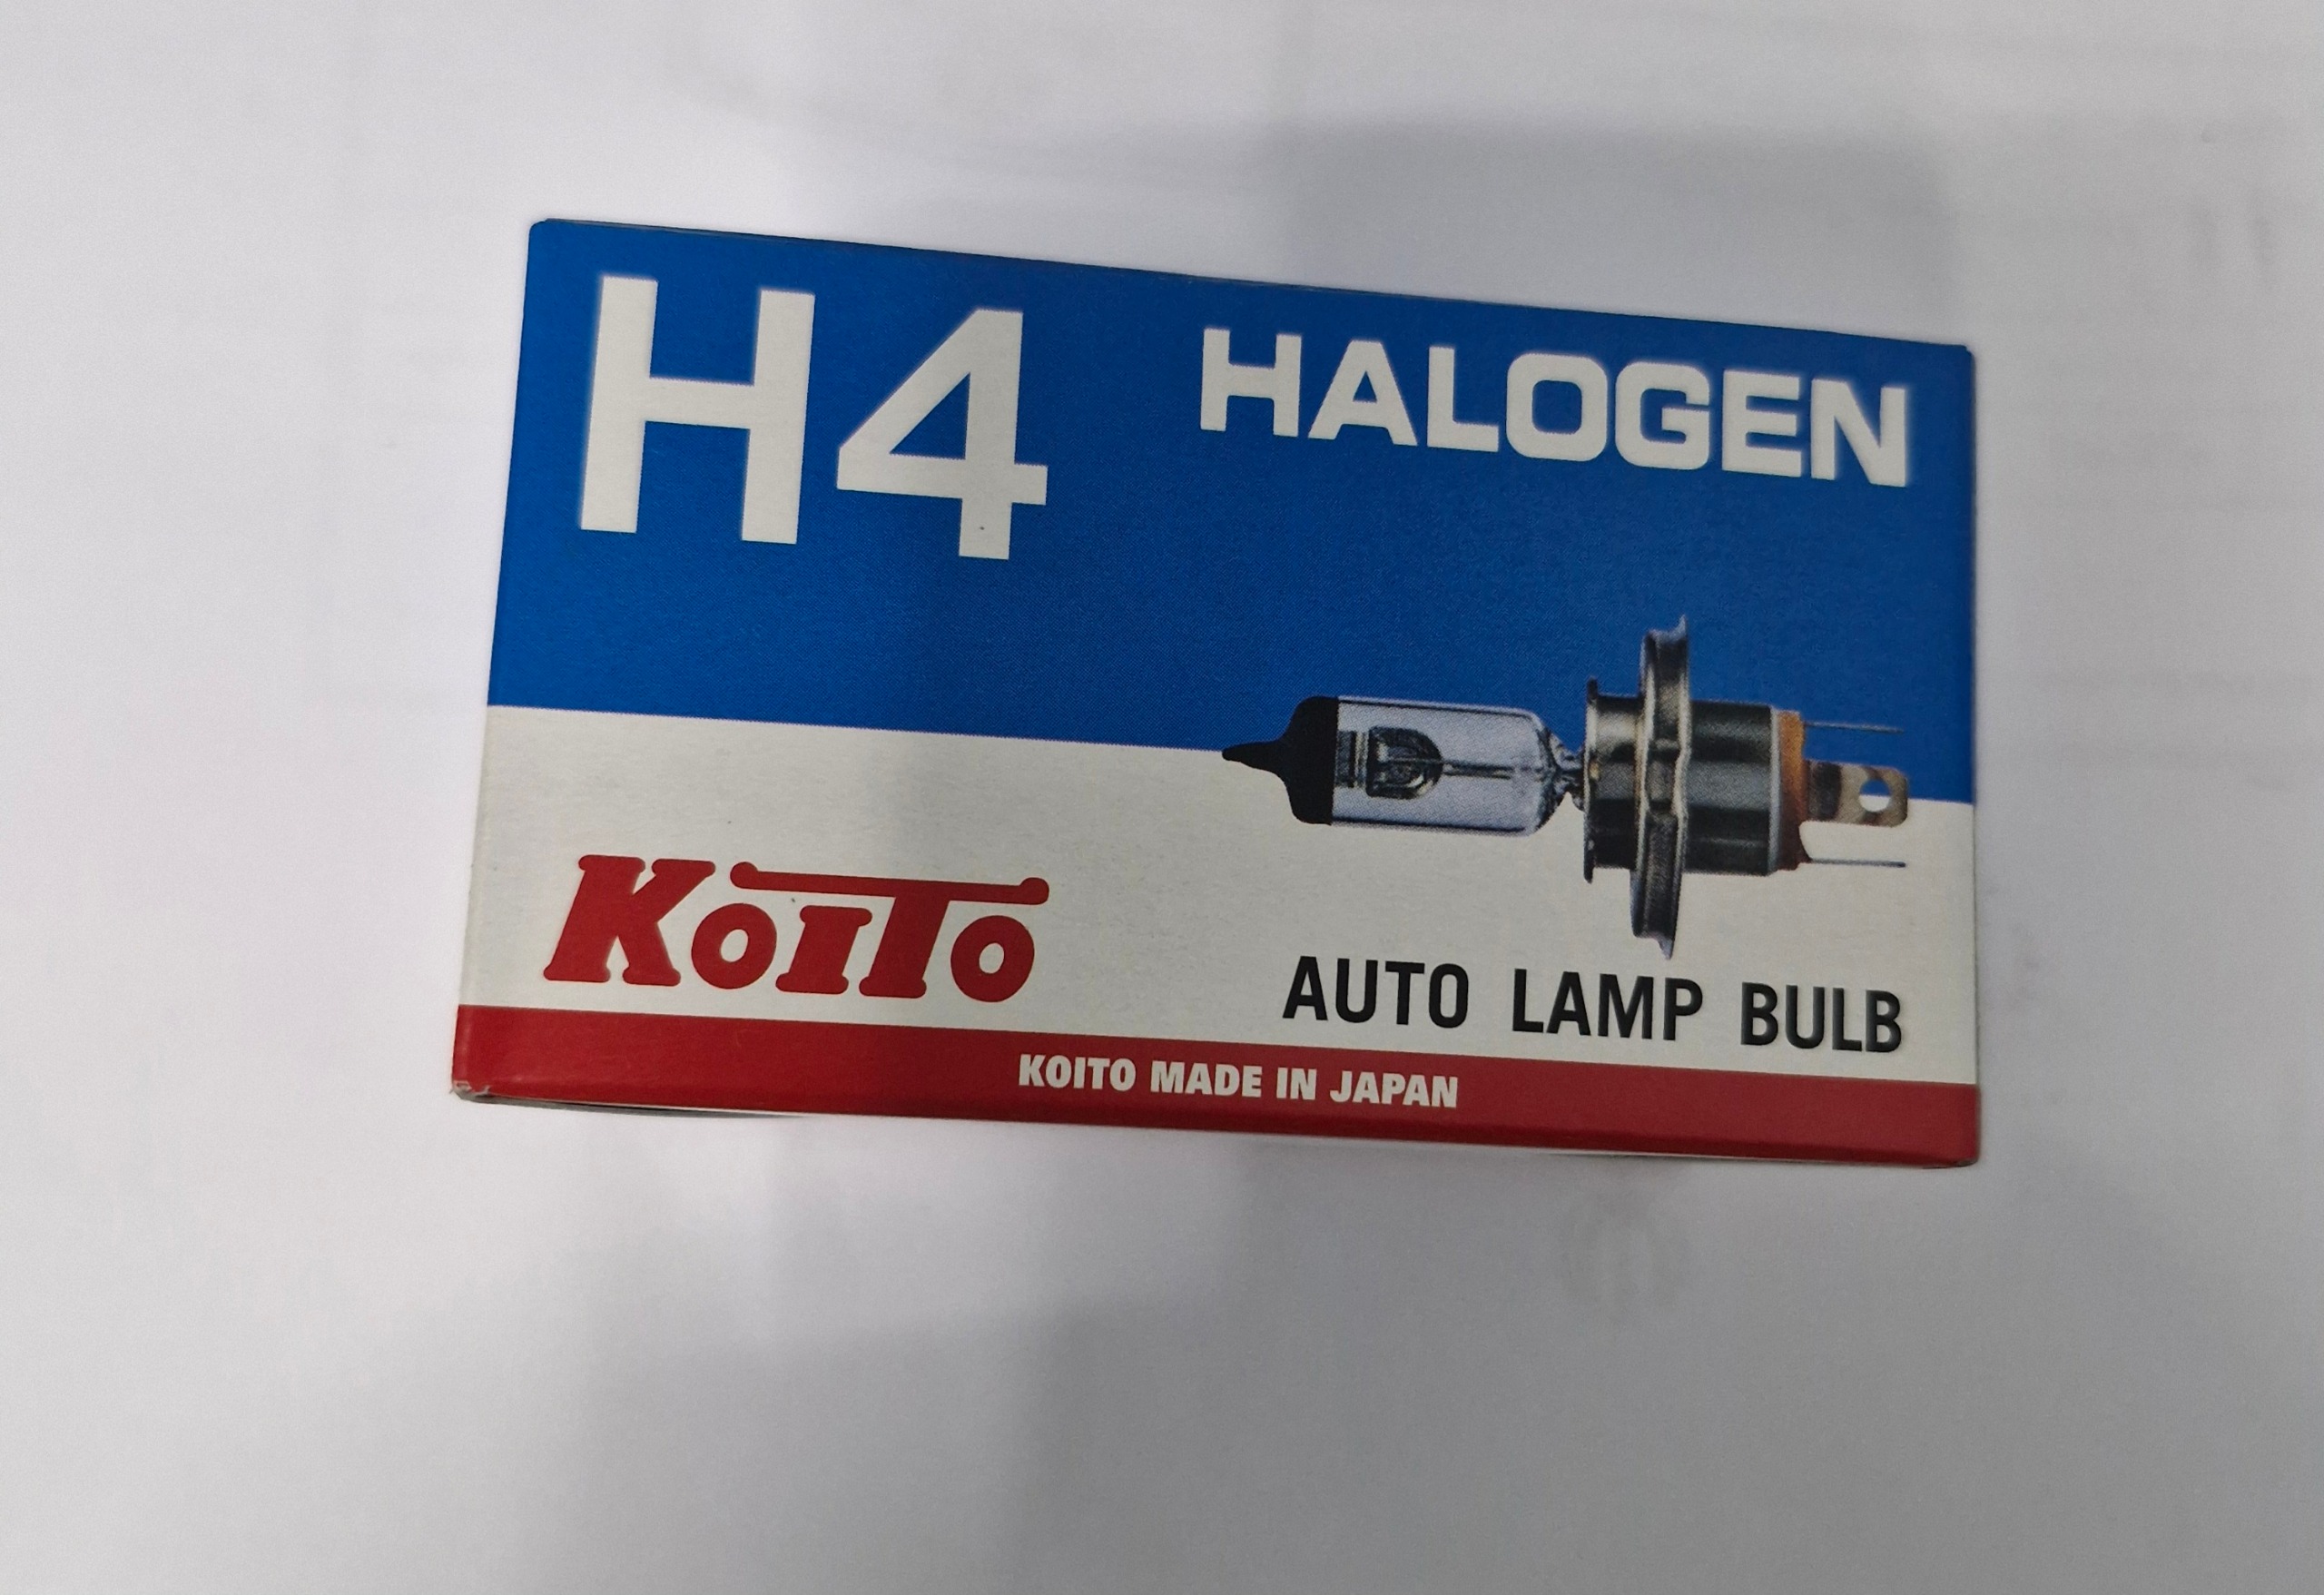 H4 HALOGEN
KOITO
AUTO LAMP BULB
KOITO MADE IN JAPAN